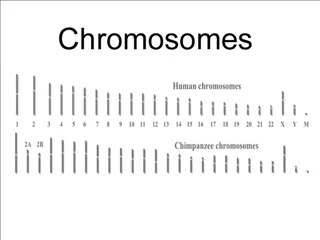 Chromosomes
Human chromosomes
1 2 3 4 5 6 7 8 9 10 11 12 13 14 15 16 17 18 19 20 21 22 X Y M
2A 2B
Chimpanzee chromosomes